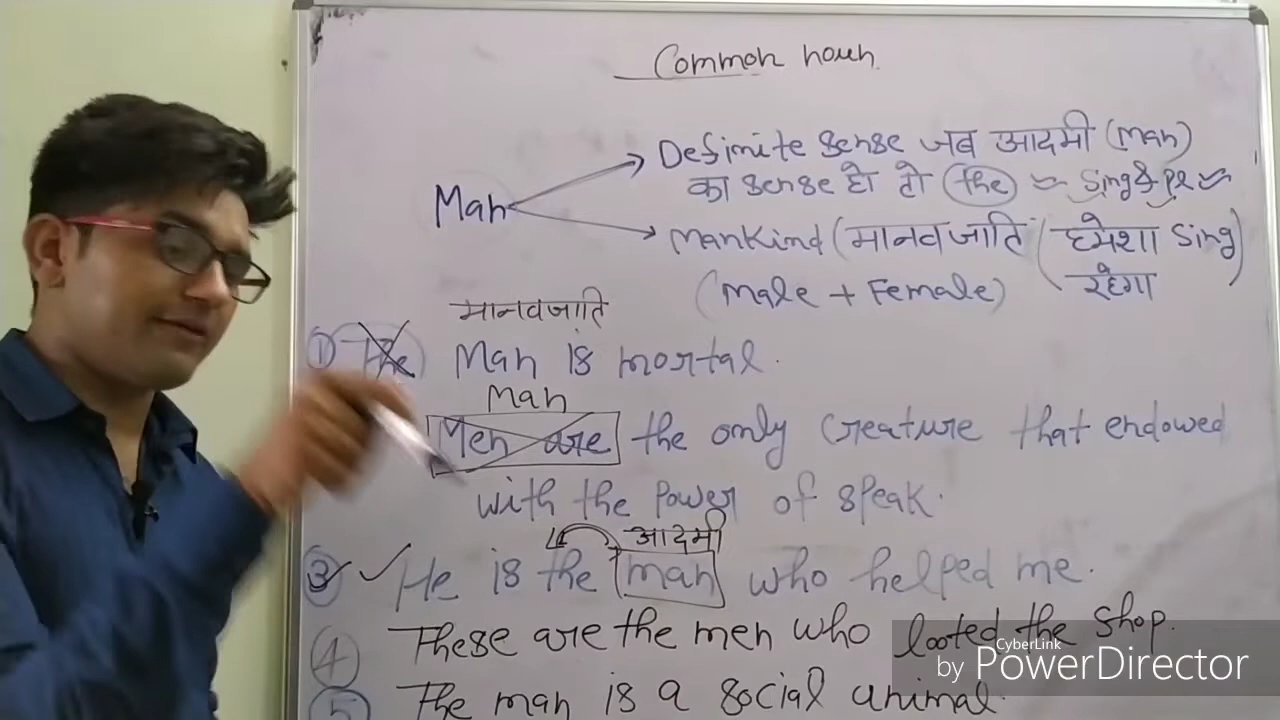 Common noun
Definite sense जब आदमी (Man)
का sense हो तो (the) Sing & pl
Man
Mankind (मानव जाति (हमेशा Sing)
(Male + Female) रहेगा
मानवजाति
① The Man is mortal.
Man
Men are the only creature that endowed
with the power of speak.
आदमी
③ He is the man who helped me.
④ These are the men who looted the shop.
⑤ The man is a social animal.
CyberLink
by PowerDirector